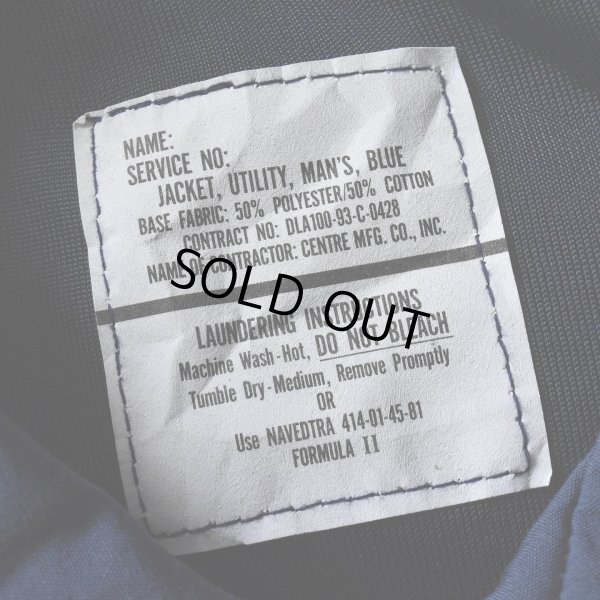 NAME:
SERVICE NO:
JACKET, UTILITY, MAN'S, BLUE
BASE FABRIC: 50% POLYESTER/50% COTTON
CONTRACT NO: DLA100-93-C-0428
NAME OF CONTRACTOR: CENTRE MFG. CO., INC.
SOLD OUT
LAUNDERING INSTRUCTIONS
Machine Wash-Hot, DO NOT BLEACH
Tumble Dry-Medium, Remove Promptly
OR
Use NAVEDTRA 414-01-45-81
FORMULA II